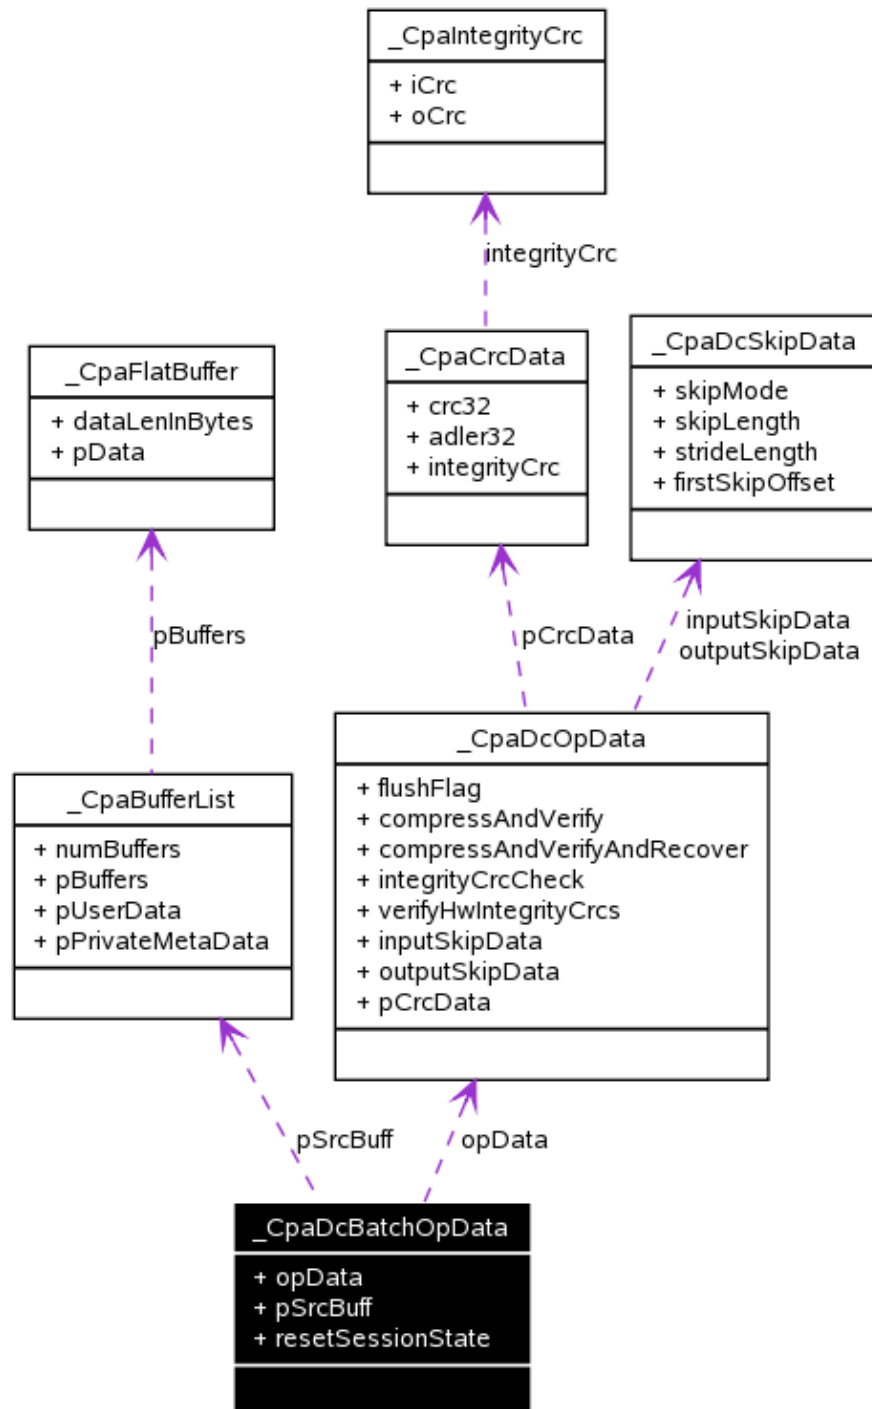 _CpaIntegrityCrc
+ iCrc
+ oCrc
integrityCrc
_CpaFlatBuffer
+ dataLenInBytes
+ pData
_CpaCrcData
+ crc32
+ adler32
+ integrityCrc
_CpaDcSkipData
+ skipMode
+ skipLength
+ strideLength
+ firstSkipOffset
pBuffers
pCrcData
inputSkipData
outputSkipData
_CpaBufferList
+ numBuffers
+ pBuffers
+ pUserData
+ pPrivateMetaData
_CpaDcOpData
+ flushFlag
+ compressAndVerify
+ compressAndVerifyAndRecover
+ integrityCrcCheck
+ verifyHwIntegrityCrcs
+ inputSkipData
+ outputSkipData
+ pCrcData
pSrcBuff
opData
_CpaDcBatchOpData
+ opData
+ pSrcBuff
+ resetSessionState